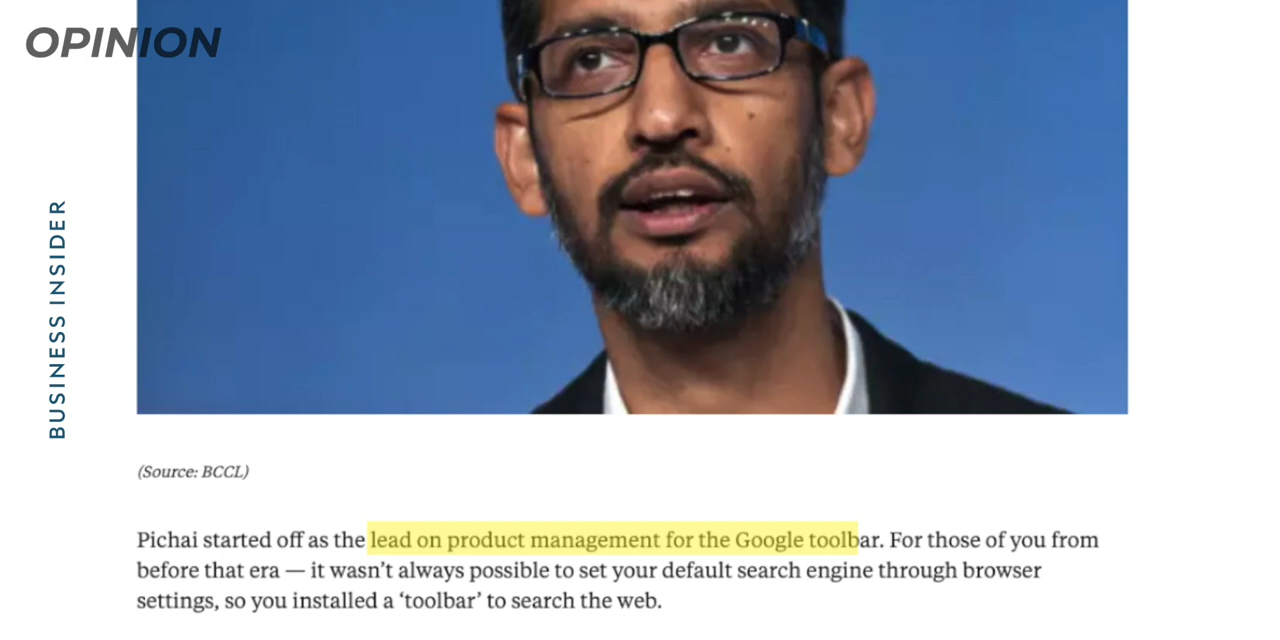 OPINION
BUSINESS INSIDER
(Source: BCCL)
Pichai started off as the lead on product management for the Google toolbar. For those of you from
before that era — it wasn’t always possible to set your default search engine through browser
settings, so you installed a ‘toolbar’ to search the web.